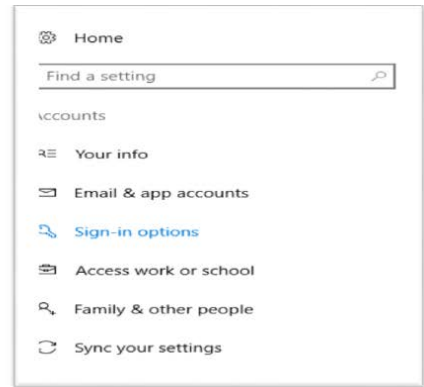 Home
Find a setting
ccounts
Your info
Email & app accounts
Sign-in options
Access work or school
Family & other people
Sync your settings